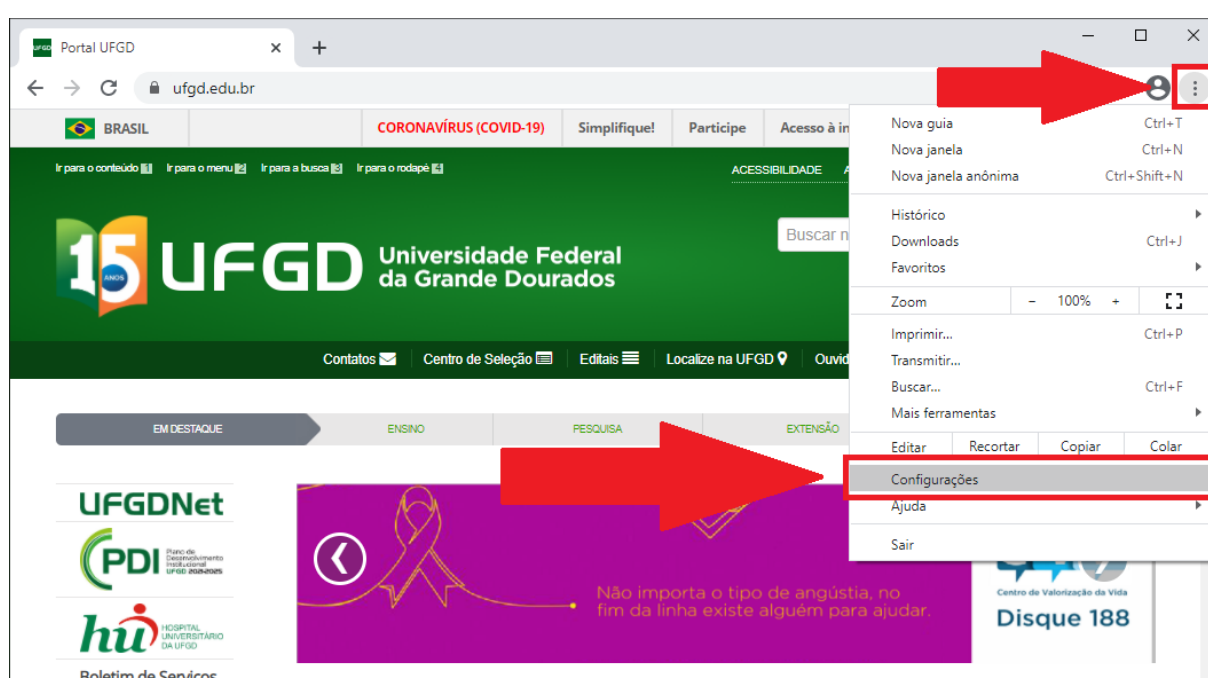 UFGD Portal UFGD
ufgd.edu.br
BRASIL CORONAVÍRUS (COVID-19) Simplifique! Participe Acesso à in
Ir para o conteúdo 1 Ir para o menu 2 Ir para a busca 3 Ir para o rodapé 4 ACESSIBILIDADE A
15 ANOS UFGD Universidade Federal
da Grande Dourados
Buscar n
Contatos Centro de Seleção Editais Localize na UFGD Ouvid
EM DESTAQUE ENSINO PESQUISA EXTENSÃO
UFGDNet
PDI Plano de
Desenvolvimento
Institucional
UFGD 2021-2025
hu HOSPITAL
UNIVERSITÁRIO
DA UFGD
Boletim de Serviços
Não importa o tipo de angústia, no
fim da linha existe alguém para ajudar.
Centro de Valorização da Vida
Disque 188
Nova guia Ctrl+T
Nova janela Ctrl+N
Nova janela anónima Ctrl+Shift+N
Histórico
Downloads Ctrl+J
Favoritos
Zoom - 100% +
Imprimir... Ctrl+P
Transmitir...
Buscar... Ctrl+F
Mais ferramentas
Editar Recortar Copiar Colar
Configurações
Ajuda
Sair